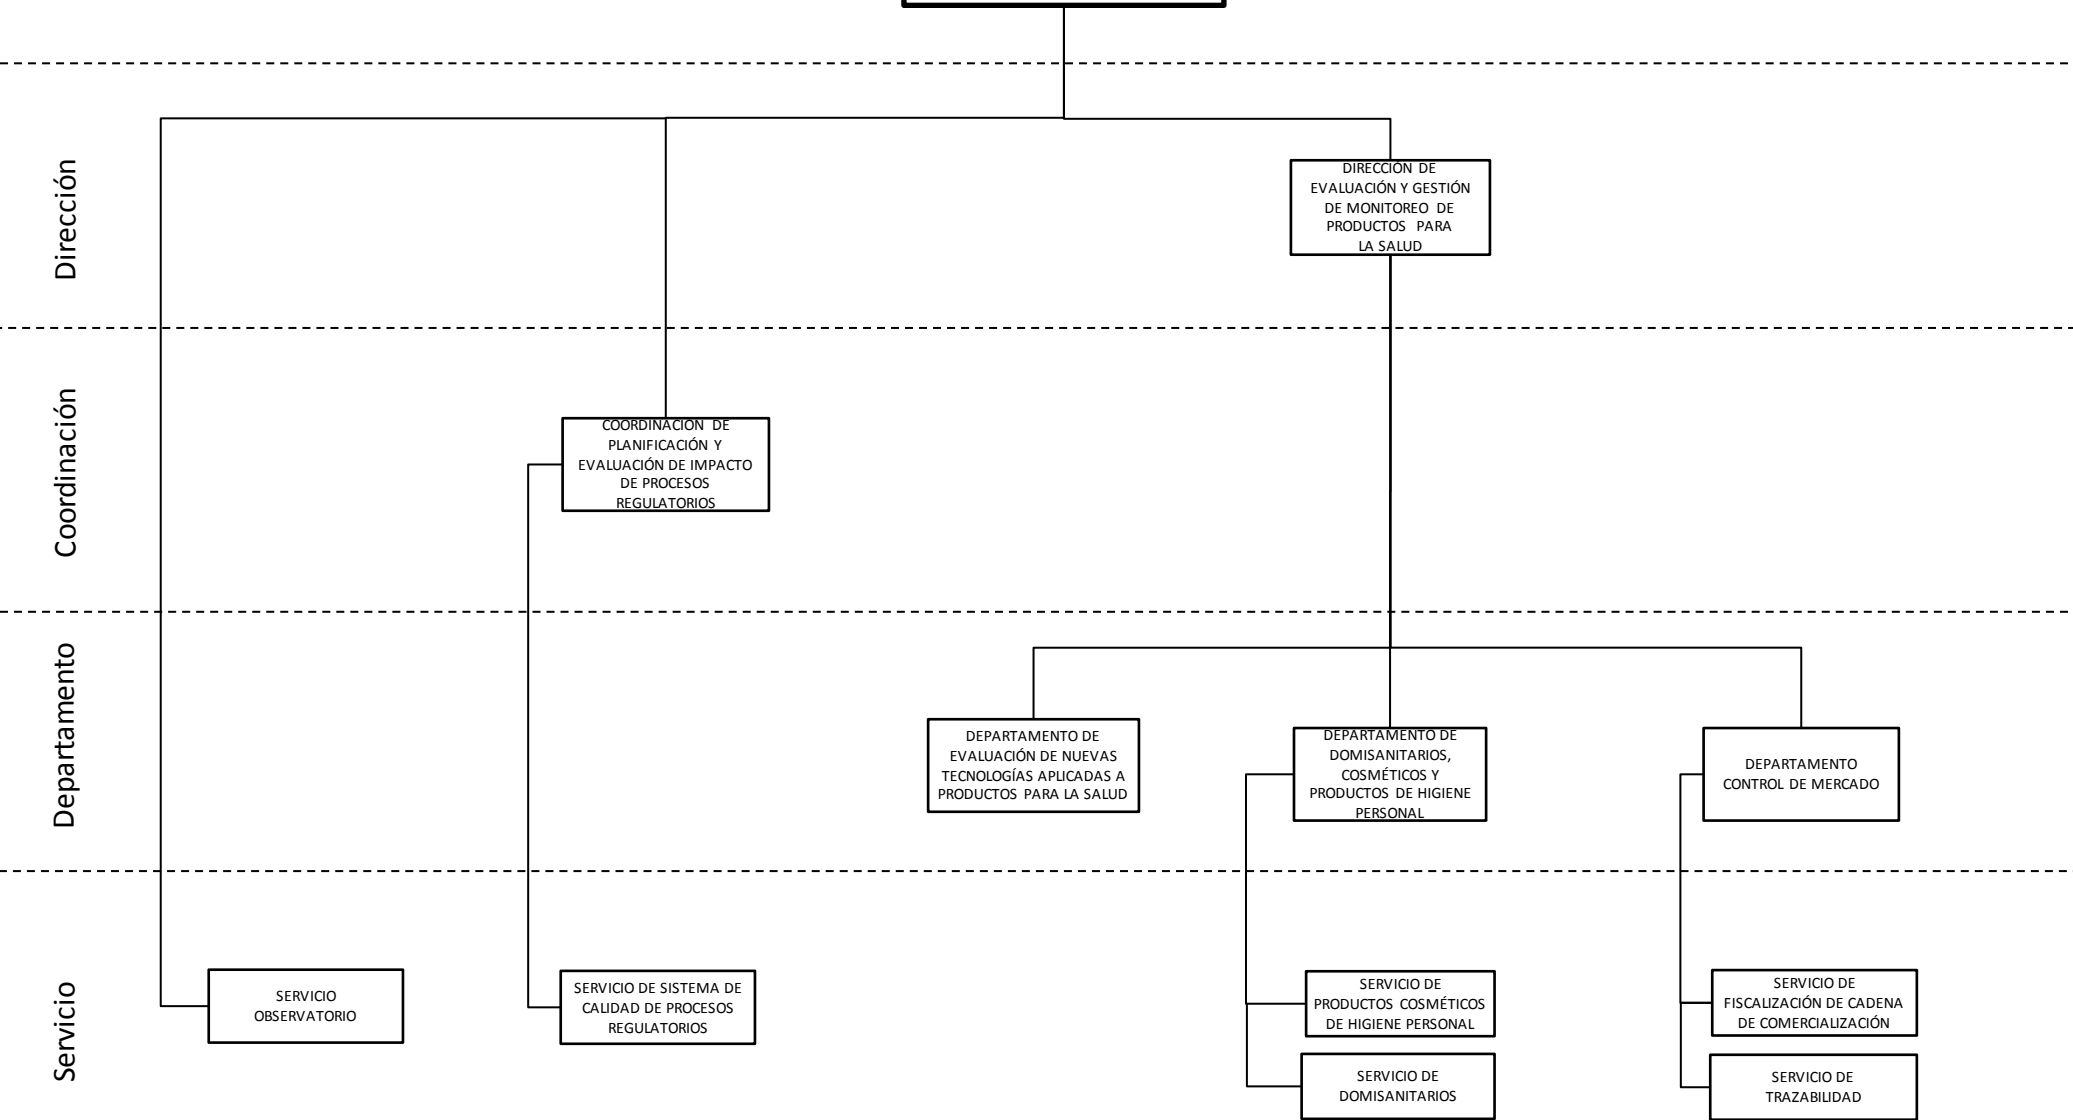 Dirección
DIRECCIÓN DE
EVALUACIÓN Y GESTIÓN
DE MONITOREO DE
PRODUCTOS PARA
LA SALUD
Coordinación
COORDINACIÓN DE
PLANIFICACIÓN Y
EVALUACIÓN DE IMPACTO
DE PROCESOS
REGULATORIOS
Departamento
DEPARTAMENTO DE
EVALUACIÓN DE NUEVAS
TECNOLOGÍAS APLICADAS A
PRODUCTOS PARA LA SALUD
DEPARTAMENTO DE
DOMISANITARIOS,
COSMÉTICOS Y
PRODUCTOS DE HIGIENE
PERSONAL
DEPARTAMENTO
CONTROL DE MERCADO
Servicio
SERVICIO
OBSERVATORIO
SERVICIO DE SISTEMA DE
CALIDAD DE PROCESOS
REGULATORIOS
SERVICIO DE
PRODUCTOS COSMÉTICOS
DE HIGIENE PERSONAL
SERVICIO DE
DOMISANITARIOS
SERVICIO DE
FISCALIZACIÓN DE CADENA
DE COMERCIALIZACIÓN
SERVICIO DE
TRAZABILIDAD